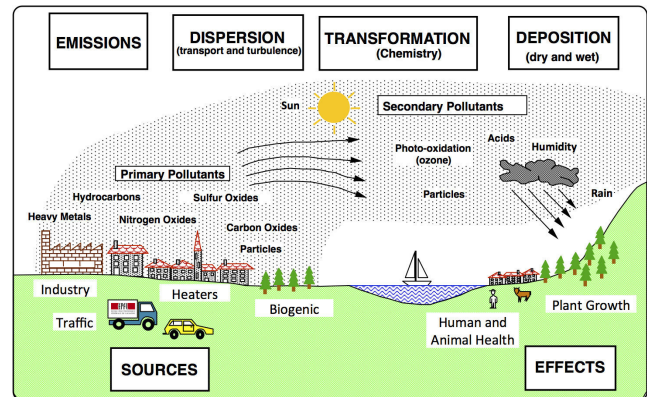 EMISSIONS
DISPERSION
(transport and turbulence)
TRANSFORMATION
(Chemistry)
DEPOSITION
(dry and wet)
Sun
Secondary Pollutants
Photo-oxidation
(ozone)
Acids
Humidity
Primary Pollutants
Hydrocarbons
Sulfur Oxides
Particles
Rain
Heavy Metals
Nitrogen Oxides
Carbon Oxides
Particles
Industry
Heaters
Biogenic
Plant Growth
Traffic
Human and
Animal Health
SOURCES
EFFECTS